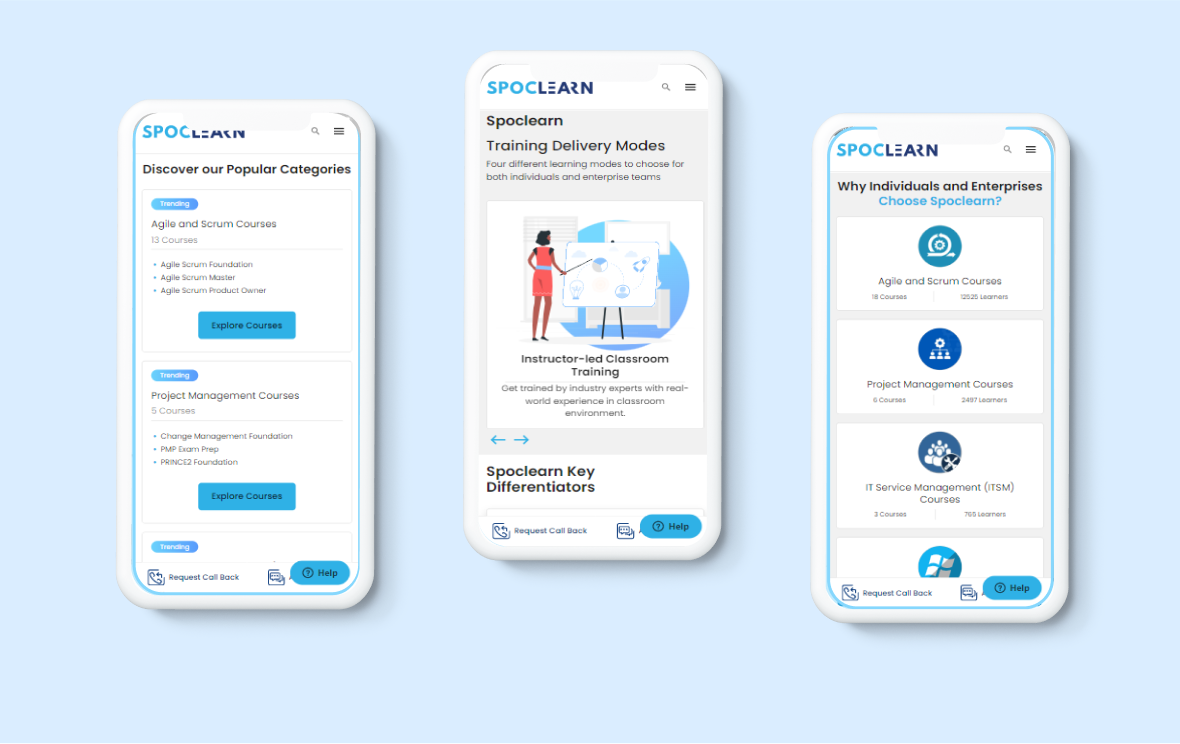 SPOCLEARN
Discover our Popular Categories
Trending
Agile and Scrum Courses
13 Courses
Agile Scrum Foundation
Agile Scrum Master
Agile Scrum Product Owner
Explore Courses
Trending
Project Management Courses
5 Courses
Change Management Foundation
PMP Exam Prep
PRINCE2 Foundation
Explore Courses
Trending
Request Call Back
Help
SPOCLEARN
Spoclearn
Training Delivery Modes
Four different learning modes to choose for
both individuals and enterprise teams
Instructor-led Classroom
Training
Get trained by industry experts with real-
world experience in classroom
environment.
Spoclearn Key
Differentiators
Request Call Back
Help
SPOCLEARN
Why Individuals and Enterprises
Choose Spoclearn?
Agile and Scrum Courses
18 Courses 12525 Learners
Project Management Courses
6 Courses 2497 Learners
IT Service Management (ITSM)
Courses
3 Courses 765 Learners
Request Call Back
Help